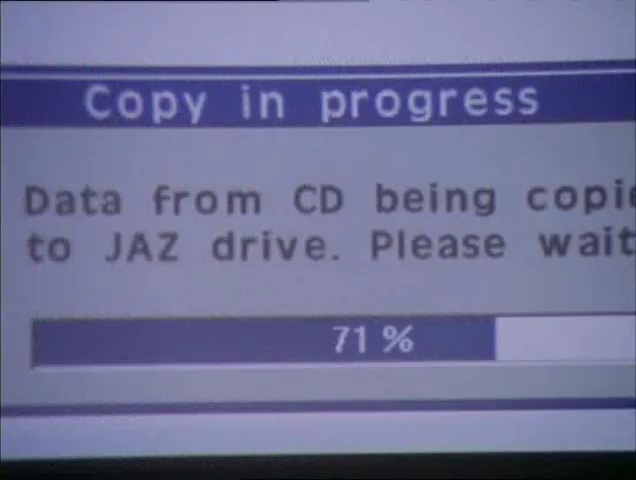 Copy in progress
Data from CD being copie
to JAZ drive. Please wait
71 %